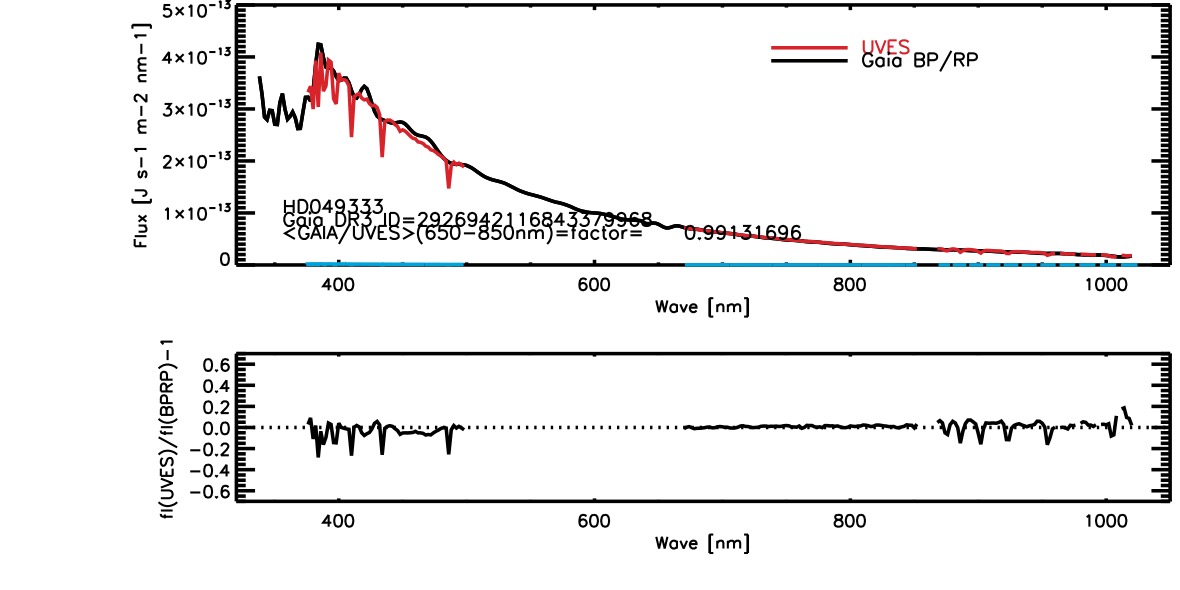 5×10−13
4×10−13
3×10−13
2×10−13
1×10−13
0
Flux [J s−1 m−2 nm−1]
UVES
Gaia BP/RP
HD049333
Gaia DR3 ID=2926942116843379968
<GAIA/UVES>(650−850nm)=factor= 0.99131696
400 600 800 1000
Wave [nm]
fl(UVES)/fl(BPRP)−1
0.6
0.4
0.2
0.0
−0.2
−0.4
−0.6
400 600 800 1000
Wave [nm]